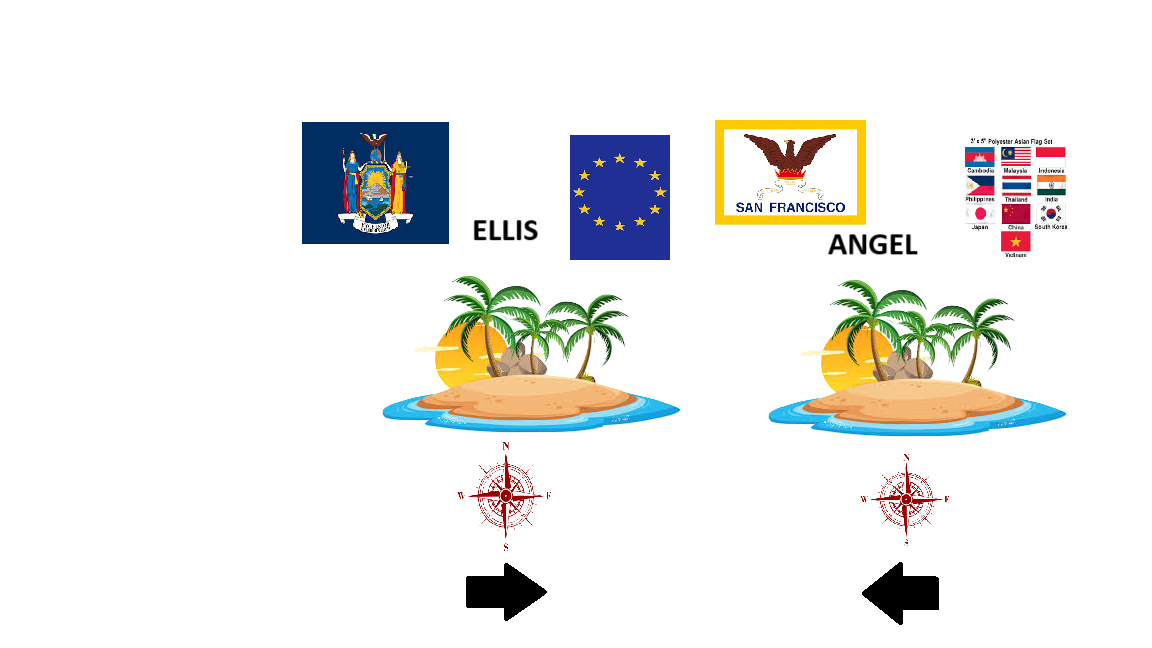 SAN FRANCISCO
3' x 5' Polyester Asian Flag Set
Cambodia Malaysia Indonesia
Philippines Thailand India
Japan China South Korea
Vietnam
ELLIS
ANGEL
N
W E
S
N
W E
S